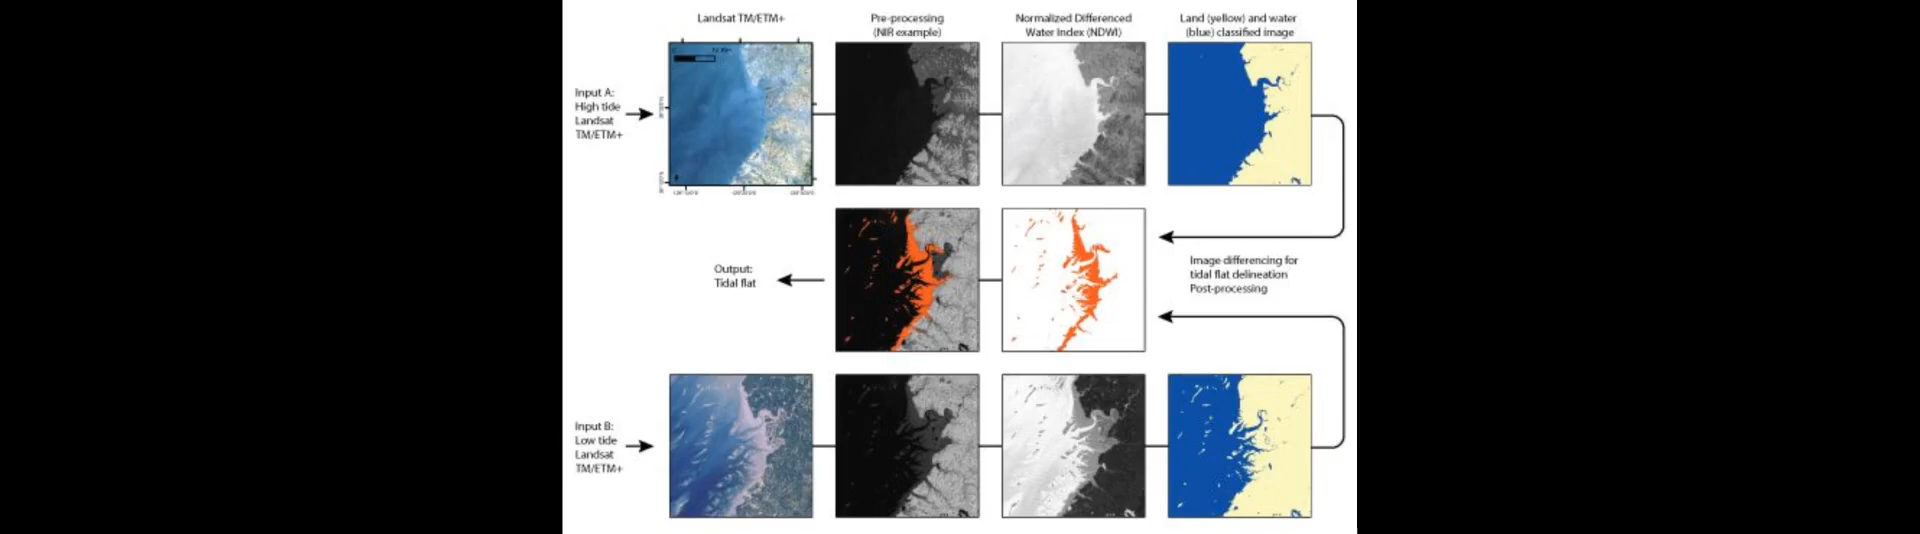 Landsat TM/ETM+
Pre-processing
(NIR example)
Normalized Differenced
Water Index (NDWI)
Land (yellow) and water
(blue) classified image
Input A:
High tide
Landsat
TM/ETM+
Output:
Tidal flat
Image differencing for
tidal flat delineation
Post-processing
Input B:
Low tide
Landsat
TM/ETM+